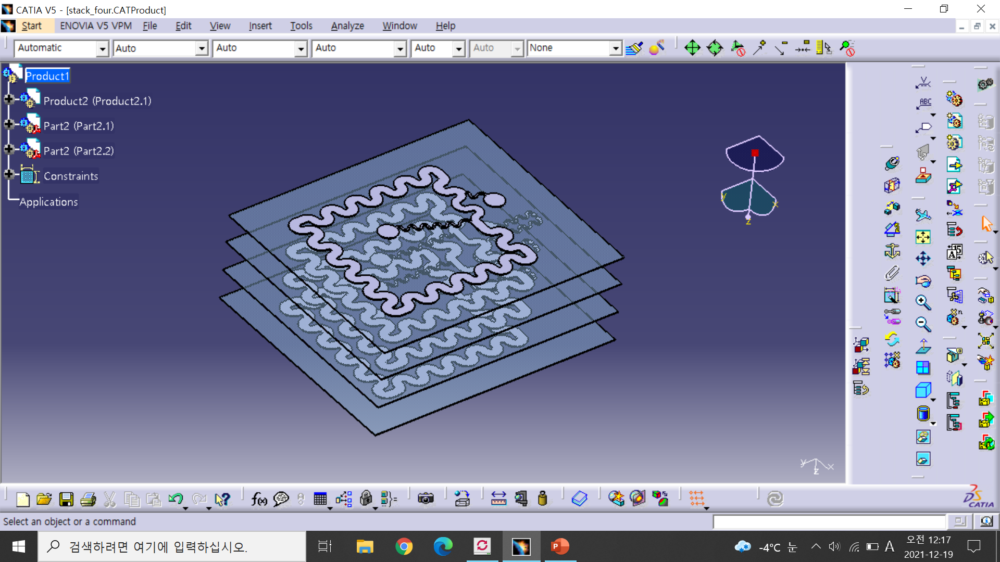 CATIA V5 - [stack_four.CATProduct]
Start ENOVIA V5 VPM File Edit View Insert Tools Analyze Window Help
Automatic Auto Auto Auto Auto Auto None
Product1
Product2 (Product2.1)
Part2 (Part2.1)
Part2 (Part2.2)
Constraints
Applications
y x
z
y x
z
ABC
f(x)
CATIA
Select an object or a command
검색하려면 여기에 입력하십시오.
-4°C 눈
A
오전 12:17
2021-12-19